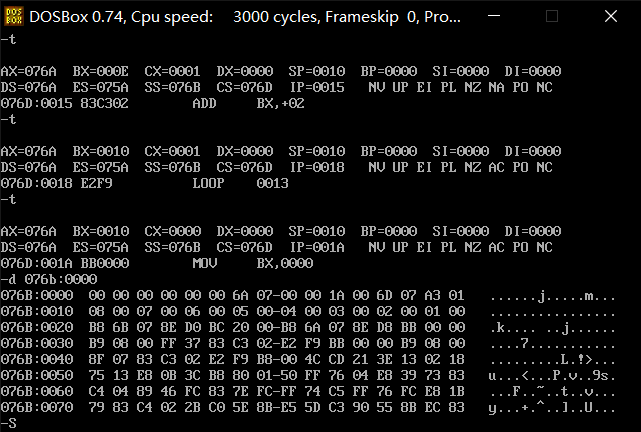 DOSBox 0.74, Cpu speed: 3000 cycles, Frameskip 0, Pro...
-t
AX=076A BX=000E CX=0001 DX=0000 SP=0010 BP=0000 SI=0000 DI=0000
DS=076A ES=075A SS=076B CS=076D IP=0015 NV UP EI PL NZ NA PO NC
076D:0015 83C302 ADD BX,+02
-t
AX=076A BX=0010 CX=0001 DX=0000 SP=0010 BP=0000 SI=0000 DI=0000
DS=076A ES=075A SS=076B CS=076D IP=0018 NV UP EI PL NZ AC PO NC
076D:0018 E2F9 LOOP 0013
-t
AX=076A BX=0010 CX=0000 DX=0000 SP=0010 BP=0000 SI=0000 DI=0000
DS=076A ES=075A SS=076B CS=076D IP=001A NV UP EI PL NZ AC PO NC
076D:001A BB0000 MOV BX,0000
-d 076b:0000
076B:0000 00 00 00 00 00 00 6A 07-00 00 1A 00 6D 07 A3 01 ......j.....m...
076B:0010 08 00 07 00 06 00 05 00-04 00 03 00 02 00 01 00 ................
076B:0020 B8 6B 07 8E D0 BC 20 00-B8 6A 07 8E D8 BB 00 00 .k.... ..j......
076B:0030 B9 08 00 FF 37 83 C3 02-E2 F9 BB 00 00 B9 08 00 ....7...........
076B:0040 8F 07 83 C3 02 E2 F9 B8-00 4C CD 21 3E 13 02 18 .........L.!>...
076B:0050 75 13 E8 0B 3C B8 80 01-50 FF 76 04 E8 39 73 83 u...<...P.v..9s.
076B:0060 C4 04 89 46 FC 83 7E FC-FF 74 C5 FF 76 FC E8 1B ...F..~..t..v...
076B:0070 79 83 C4 02 2B C0 5E 8B-E5 5D C3 90 55 8B EC 83 y...+.^..]..U...
-S